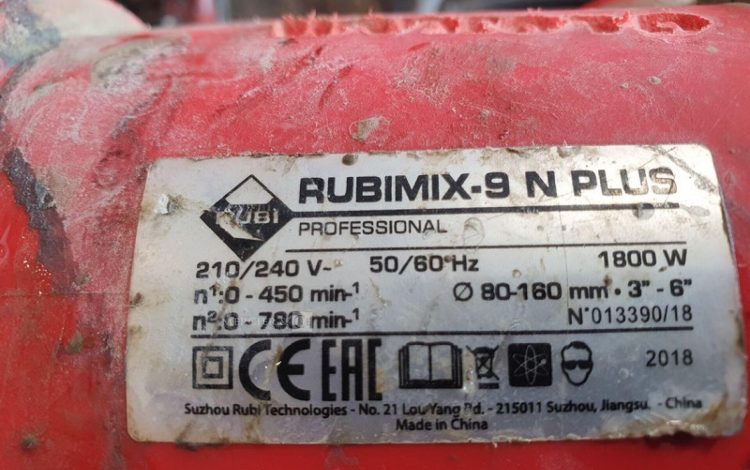 RUBI
RUBIMIX-9 N PLUS
PROFESSIONAL
210/240 V~ 50/60 Hz 1800 W
n¹:0 - 450 min-¹ Ø 80-160 mm • 3" - 6"
n²:0 - 780 min-¹ N°013390/18
CE EAC 2018
Suzhou Rubi Technologies - No. 21 Lou Yang Rd. - 215011 Suzhou, Jiangsu. - China
Made in China